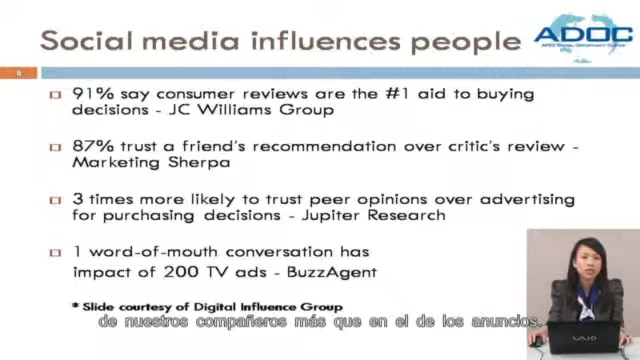 Social media influences people
ADOC
APEC Digital Opportunity Center
6
91% say consumer reviews are the #1 aid to buying
decisions - JC Williams Group
87% trust a friend's recommendation over critic's review -
Marketing Sherpa
3 times more likely to trust peer opinions over advertising
for purchasing decisions - Jupiter Research
1 word-of-mouth conversation has
impact of 200 TV ads - BuzzAgent
* Slide courtesy of Digital Influence Group
de nuestros compañeros más que en el de los anuncios.
VAIO